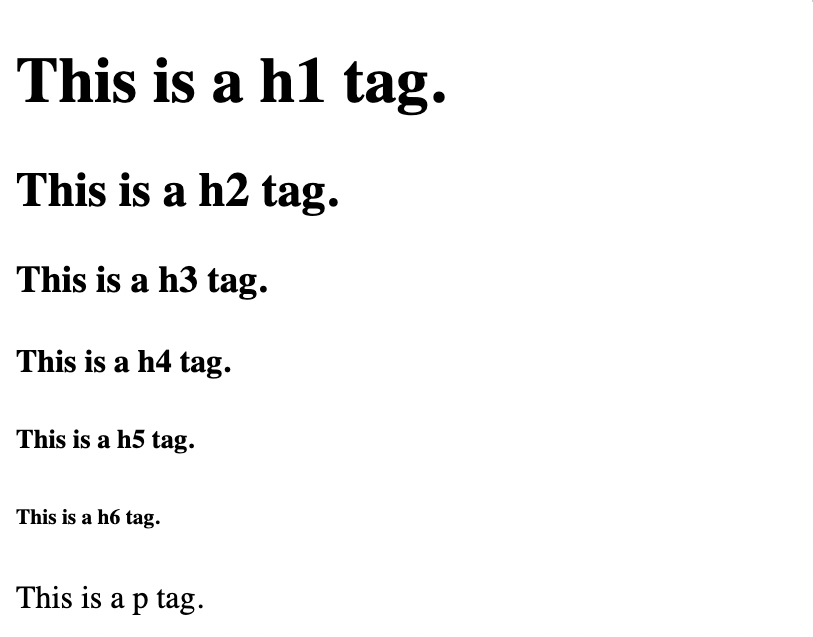 This is a h1 tag.
This is a h2 tag.
This is a h3 tag.
This is a h4 tag.
This is a h5 tag.
This is a h6 tag.
This is a p tag.